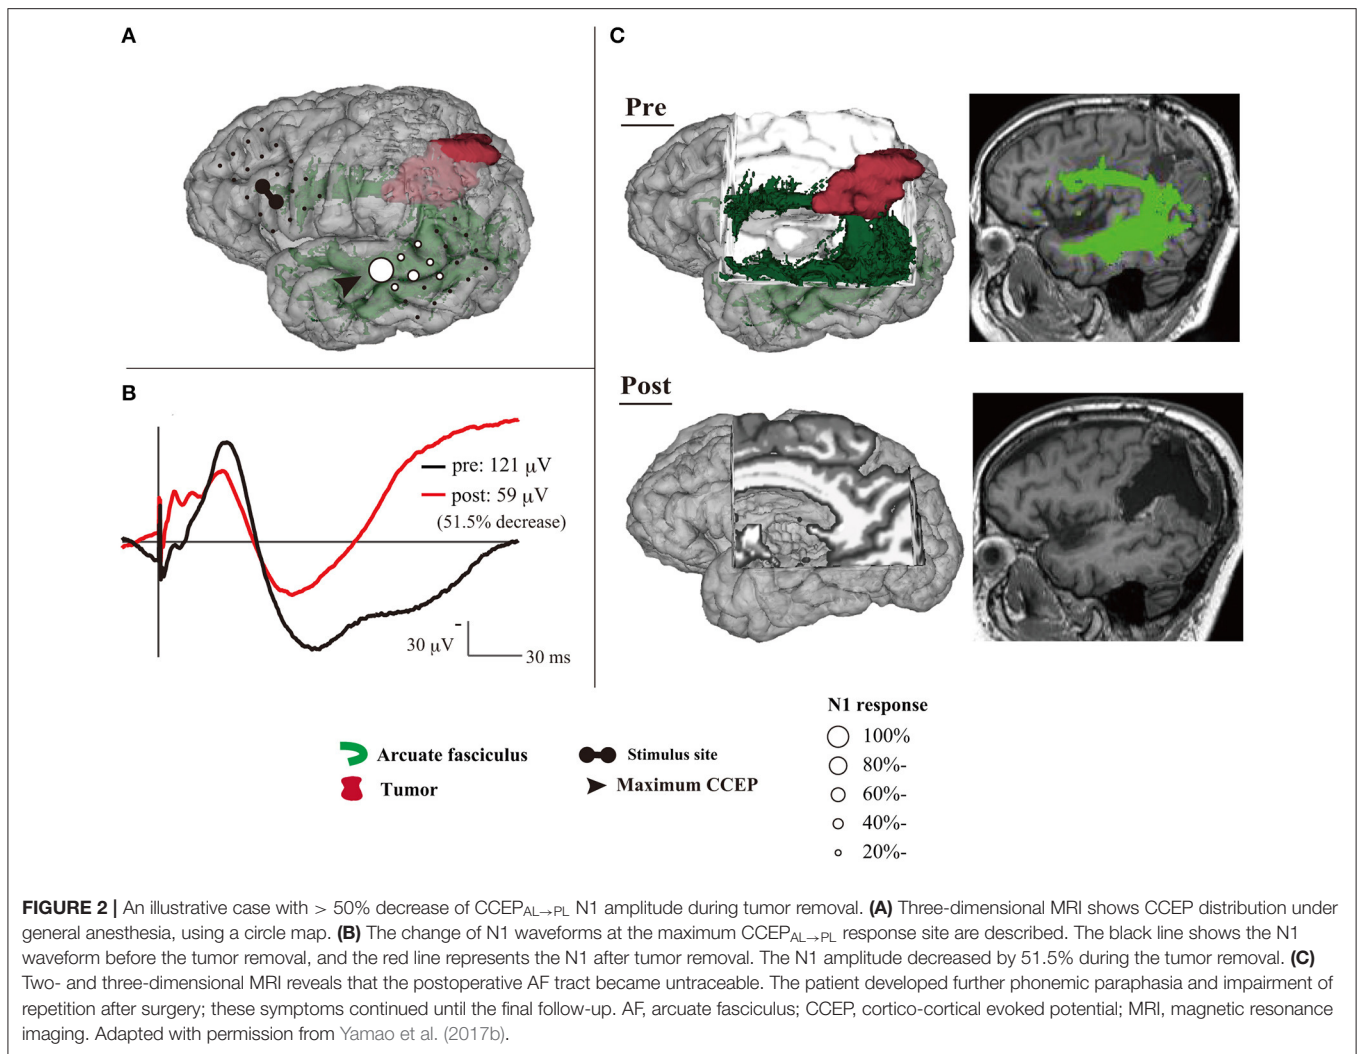 A
C
Pre
B
Post
pre: 121 μV
post: 59 μV
(51.5% decrease)
30 μV
30 ms
N1 response
100%
80%-
60%-
40%-
20%-
Arcuate fasciculus
Stimulus site
Tumor
Maximum CCEP
FIGURE 2 | An illustrative case with > 50% decrease of CCEPAL→PL N1 amplitude during tumor removal. (A) Three-dimensional MRI shows CCEP distribution under
general anesthesia, using a circle map. (B) The change of N1 waveforms at the maximum CCEPAL→PL response site are described. The black line shows the N1
waveform before the tumor removal, and the red line represents the N1 after tumor removal. The N1 amplitude decreased by 51.5% during the tumor removal. (C)
Two- and three-dimensional MRI reveals that the postoperative AF tract became untraceable. The patient developed further phonemic paraphasia and impairment of
repetition after surgery; these symptoms continued until the final follow-up. AF, arcuate fasciculus; CCEP, cortico-cortical evoked potential; MRI, magnetic resonance
imaging. Adapted with permission from Yamao et al. (2017b).